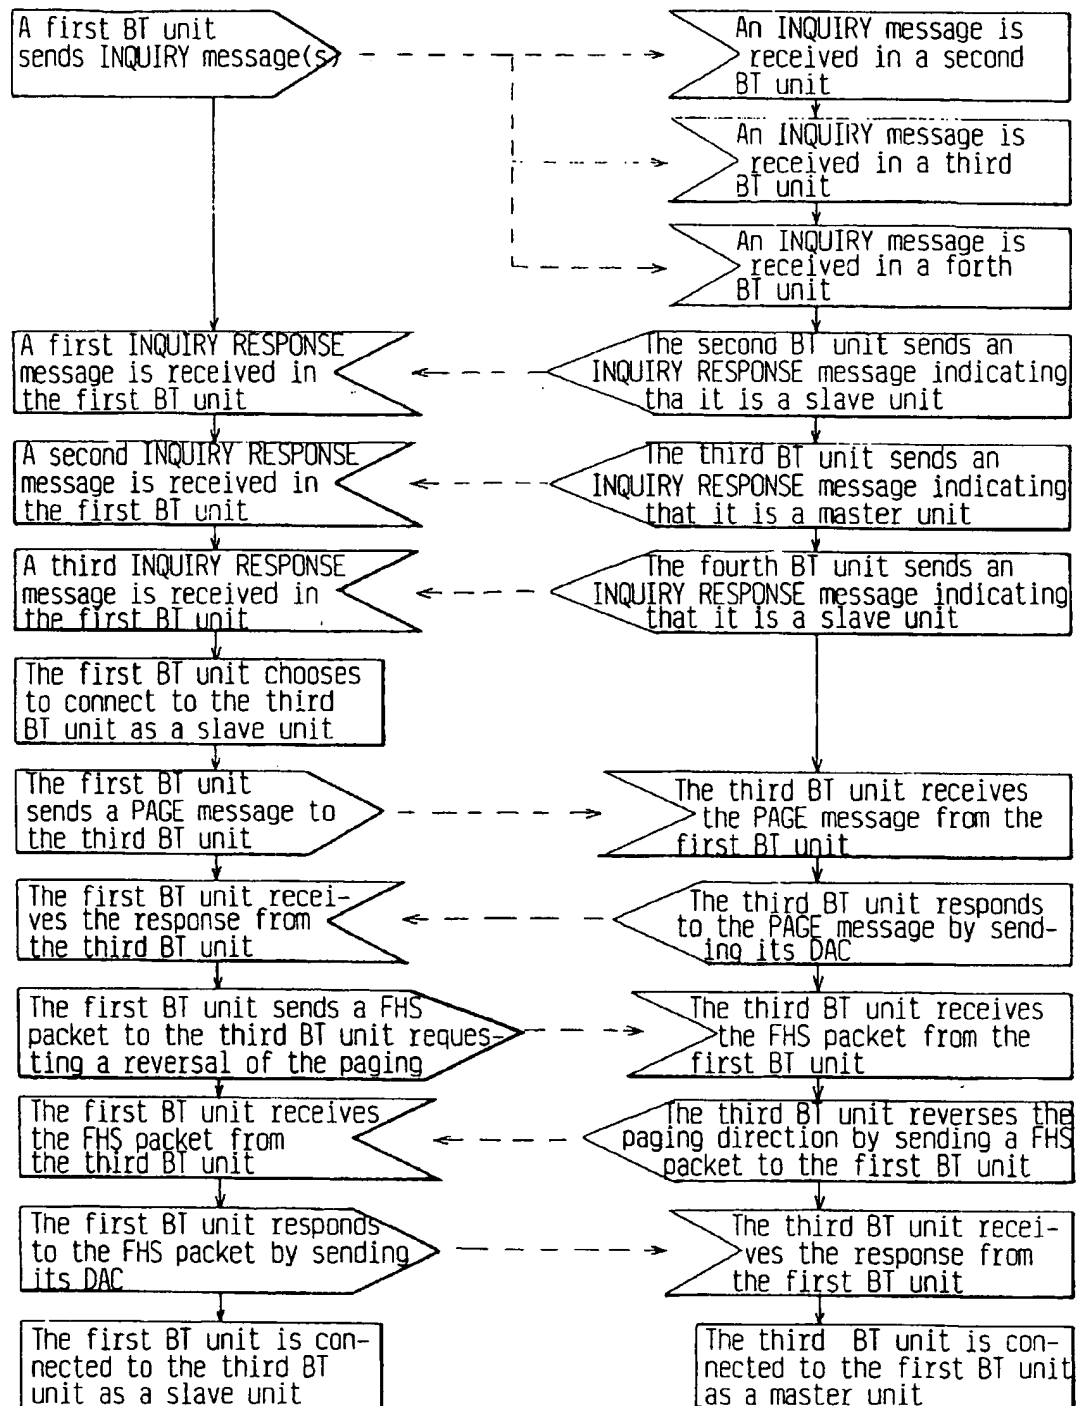 A first BT unit
sends INQUIRY message(s)
An INQUIRY message is
received in a second
BT unit
An INQUIRY message is
received in a third
BT unit
An INQUIRY message is
received in a forth
BT unit
A first INQUIRY RESPONSE
message is received in
the first BT unit
The second BT unit sends an
INQUIRY RESPONSE message indicating
tha it is a slave unit
A second INQUIRY RESPONSE
message is received in
the first BT unit
The third BT unit sends an
INQUIRY RESPONSE message indicating
that it is a master unit
A third INQUIRY RESPONSE
message is received in
the first BT unit
The fourth BT unit sends an
INQUIRY RESPONSE message indicating
that it is a slave unit
The first BT unit chooses
to connect to the third
BT unit as a slave unit
The first BT unit
sends a PAGE message to
the third BT unit
The third BT unit receives
the PAGE message from the
first BT unit
The first BT unit recei-
ves the response from
the third BT unit
The third BT unit responds
to the PAGE message by send-
ing its DAC
The first BT unit sends a FHS
packet to the third BT unit reques-
ting a reversal of the paging
The third BT unit receives
the FHS packet from the
first BT unit
The first BT unit receives
the FHS packet from
the third BT unit
The third BT unit reverses the
paging direction by sending a FHS
packet to the first BT unit
The first BT unit responds
to the FHS packet by sending
its DAC
The third BT unit recei-
ves the response from
the first BT unit
The first BT unit is con-
nected to the third BT
unit as a slave unit
The third BT unit is con-
nected to the first BT unit
as a master unit